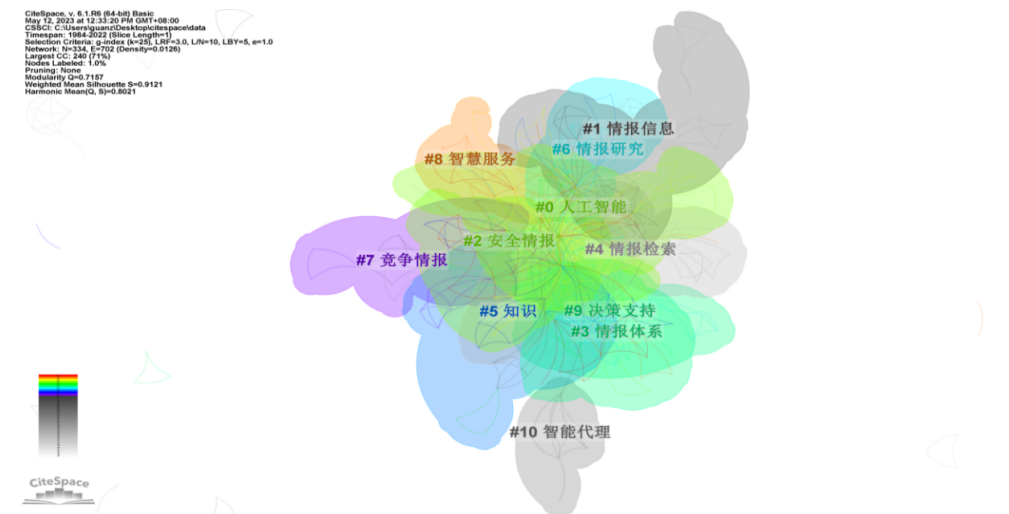 CiteSpace, v. 6.1.R6 (64-bit) Basic
May 12, 2023 at 12:33:20 PM GMT+08:00
CSSCI: C:\Users\guanz\Desktop\citespace\data
Timespan: 1984-2022 (Slice Length=1)
Selection Criteria: g-index (k=25), LRF=3.0, L/N=10, LBY=5, e=1.0
Network: N=334, E=702 (Density=0.0126)
Largest CC: 240 (71%)
Nodes Labeled: 1.0%
Pruning: None
Modularity Q=0.7157
Weighted Mean Silhouette S=0.9121
Harmonic Mean(Q, S)=0.8021
#1 情报信息
#6 情报研究
#8 智慧服务
#0 人工智能
#2 安全情报
#4 情报检索
#7 竞争情报
#5 知识
#9 决策支持
#3 情报体系
#10 智能代理
CiteSpace